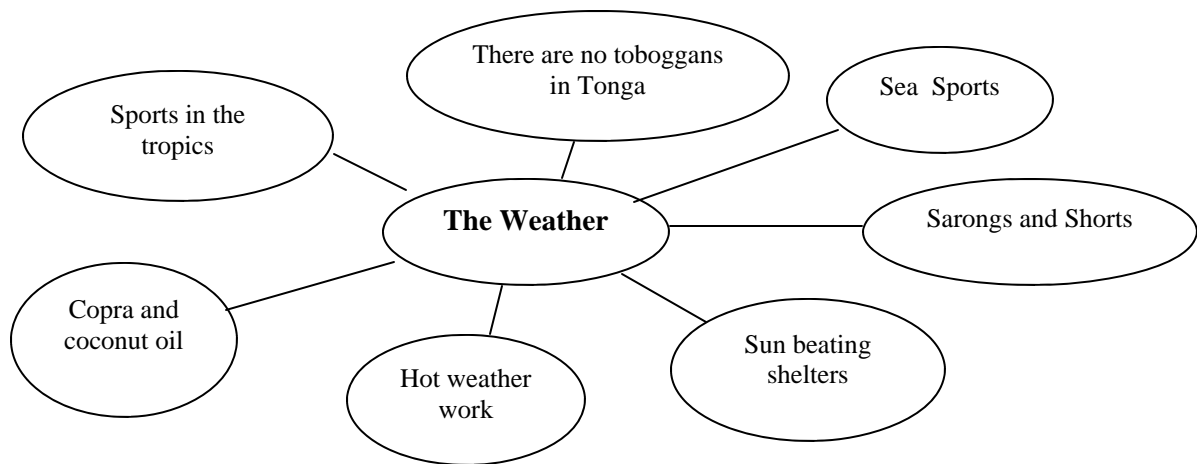 There are no toboggans
in Tonga
Sea  Sports
Sports in the
tropics
The Weather
Sarongs and Shorts
Copra and
coconut oil
Sun beating
shelters
Hot weather
work